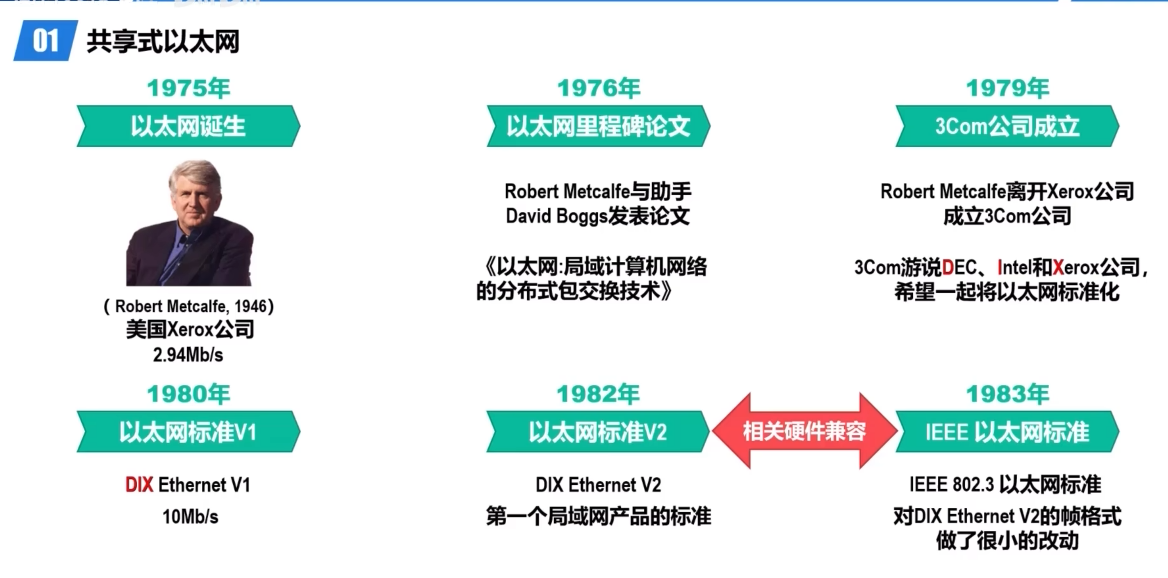 01 共享式以太网
1975年
以太网诞生
（ Robert Metcalfe, 1946）
美国Xerox公司
2.94Mb/s
1976年
以太网里程碑论文
Robert Metcalfe与助手
David Boggs发表论文
《以太网:局域计算机网络
的分布式包交换技术》
1979年
3Com公司成立
Robert Metcalfe离开Xerox公司
成立3Com公司
3Com游说DEC、Intel和Xerox公司，
希望一起将以太网标准化
1980年
以太网标准V1
DIX Ethernet V1
10Mb/s
1982年
以太网标准V2
DIX Ethernet V2
第一个局域网产品的标准
相关硬件兼容
1983年
IEEE 以太网标准
IEEE 802.3 以太网标准
对DIX Ethernet V2的帧格式
做了很小的改动